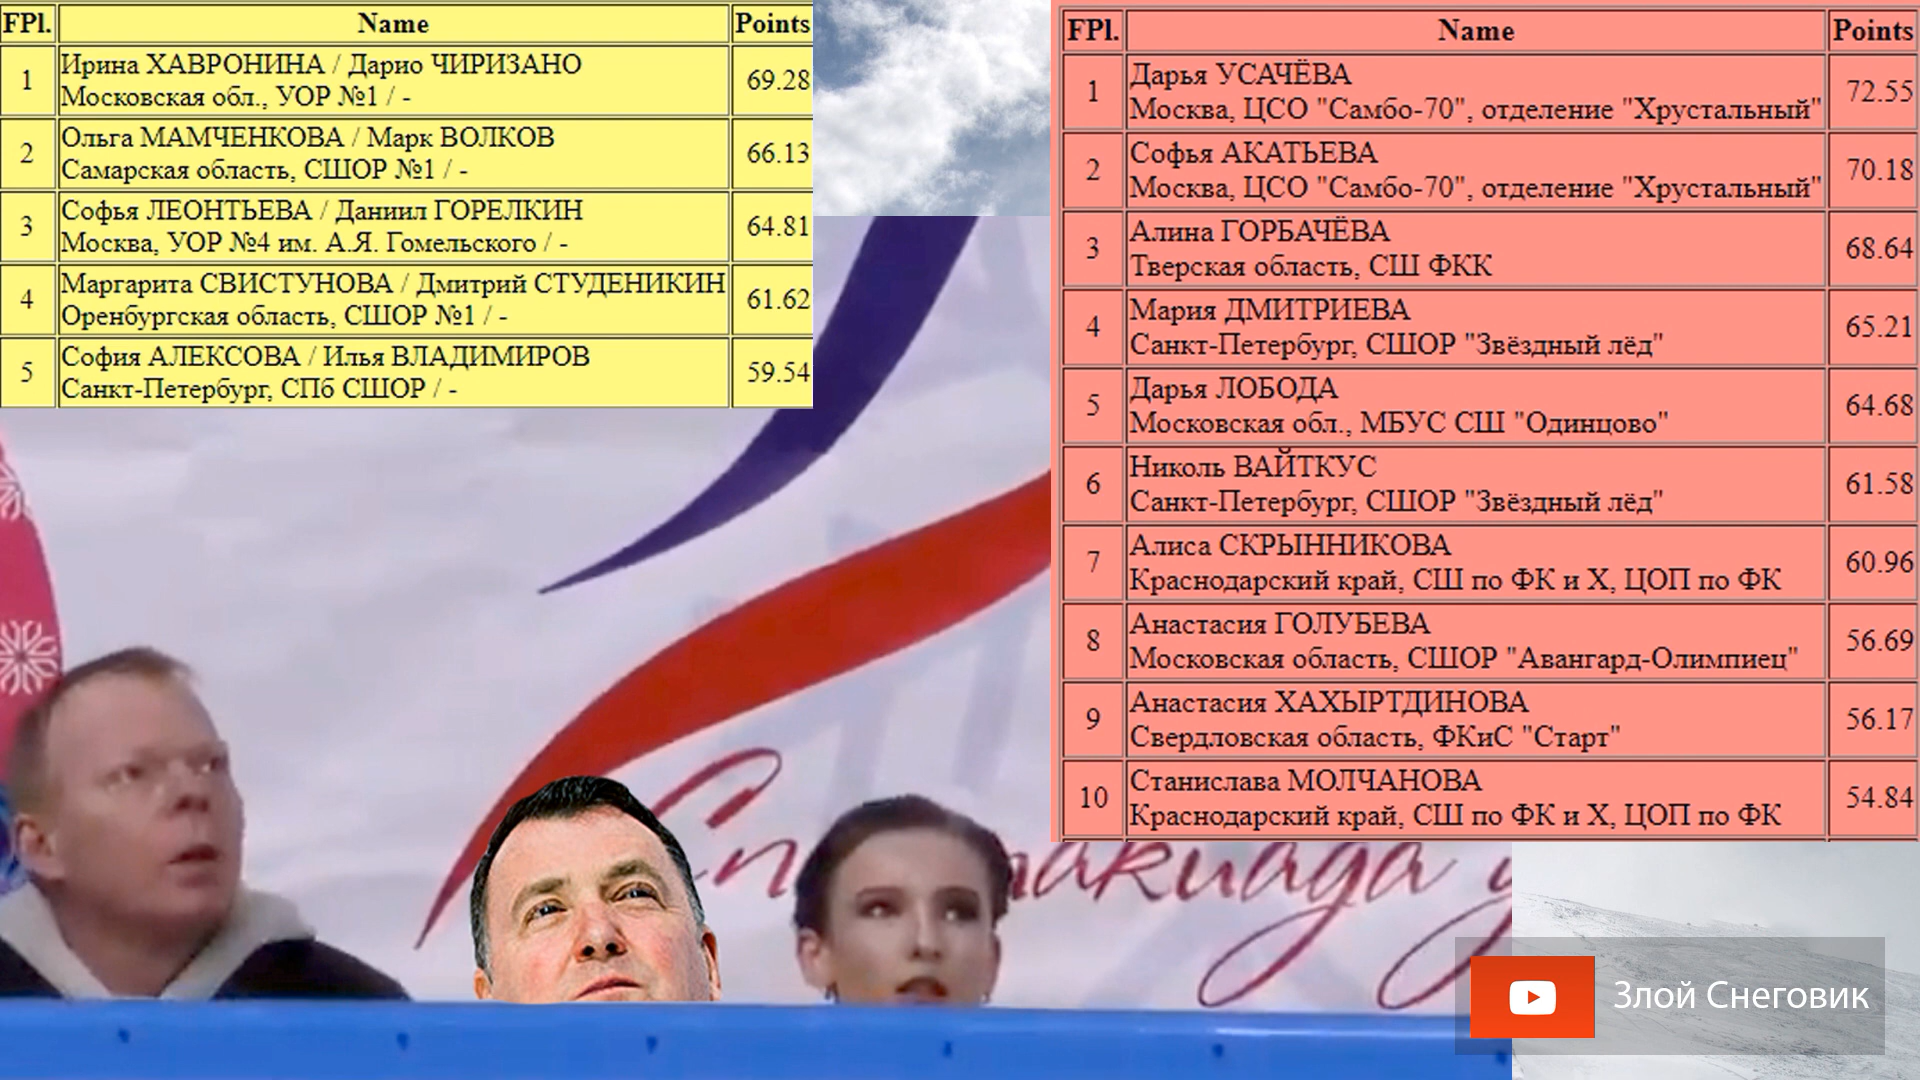 FPl. Name Points
1 Ирина ХАВРОНИНА / Дарио ЧИРИЗАНО 69.28
Московская обл., УОР №1 / -
2 Ольга МАМЧЕНКОВА / Марк ВОЛКОВ 66.13
Самарская область, СШОР №1 / -
3 Софья ЛЕОНТЬЕВА / Даниил ГОРЕЛКИН 64.81
Москва, УОР №4 им. А.Я. Гомельского / -
4 Маргарита СВИСТУНОВА / Дмитрий СТУДЕНИКИН 61.62
Оренбургская область, СШОР №1 / -
5 София АЛЕКСОВА / Илья ВЛАДИМИРОВ 59.54
Санкт-Петербург, СПб СШОР / -
FPl. Name Points
1 Дарья УСАЧЁВА 72.55
Москва, ЦСО "Самбо-70", отделение "Хрустальный"
2 Софья АКАТЬЕВА 70.18
Москва, ЦСО "Самбо-70", отделение "Хрустальный"
3 Алина ГОРБАЧЁВА 68.64
Тверская область, СШ ФКК
4 Мария ДМИТРИЕВА 65.21
Санкт-Петербург, СШОР "Звёздный лёд"
5 Дарья ЛОБОДА 64.68
Московская обл., МБУС СШ "Одинцово"
6 Николь ВАЙТКУС 61.58
Санкт-Петербург, СШОР "Звёздный лёд"
7 Алиса СКРЫННИКОВА 60.96
Краснодарский край, СШ по ФК и Х, ЦОП по ФК
8 Анастасия ГОЛУБЕВА 56.69
Московская область, СШОР "Авангард-Олимпиец"
9 Анастасия ХАХЫРТДИНОВА 56.17
Свердловская область, ФКиС "Старт"
10 Станислава МОЛЧАНОВА 54.84
Краснодарский край, СШ по ФК и Х, ЦОП по ФК
Сп такиада у
Злой Снеговик